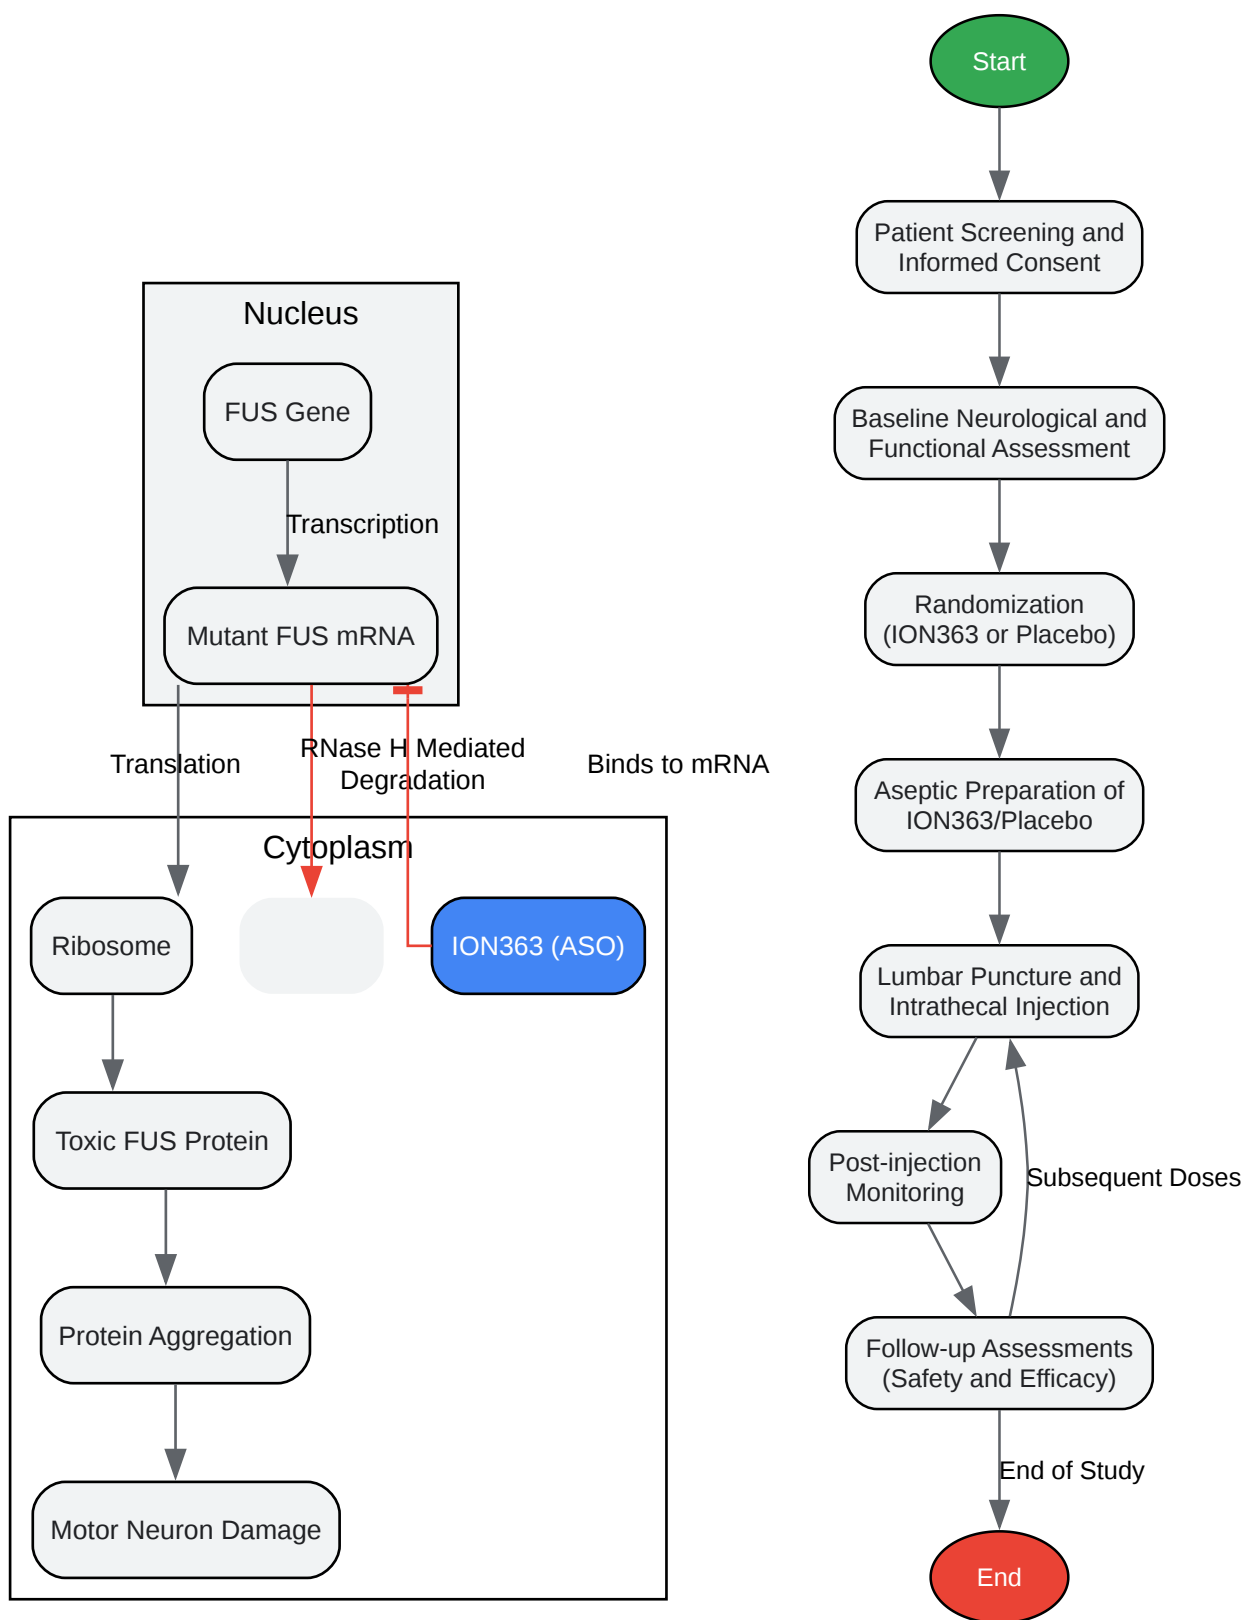 Nucleus
FUS Gene
Transcription
Mutant FUS mRNA
Translation
RNase H Mediated
Degradation
Binds to mRNA
Cytoplasm
Ribosome
ION363 (ASO)
Toxic FUS Protein
Protein Aggregation
Motor Neuron Damage
Start
Patient Screening and
Informed Consent
Baseline Neurological and
Functional Assessment
Randomization
(ION363 or Placebo)
Aseptic Preparation of
ION363/Placebo
Lumbar Puncture and
Intrathecal Injection
Post-injection
Monitoring
Subsequent Doses
Follow-up Assessments
(Safety and Efficacy)
End of Study
End